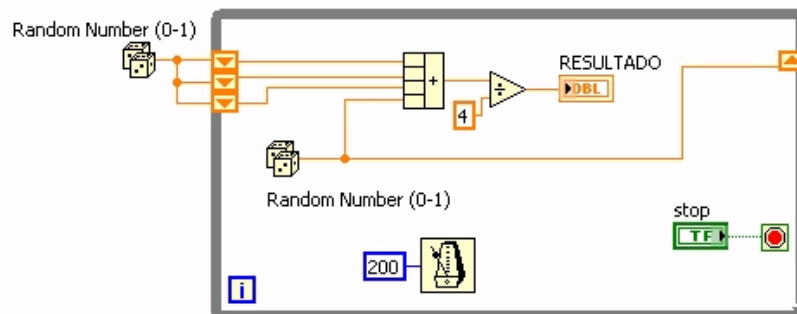 Random Number (0-1)
RESULTADO
DBL
4
Random Number (0-1)
stop
TF
200
i